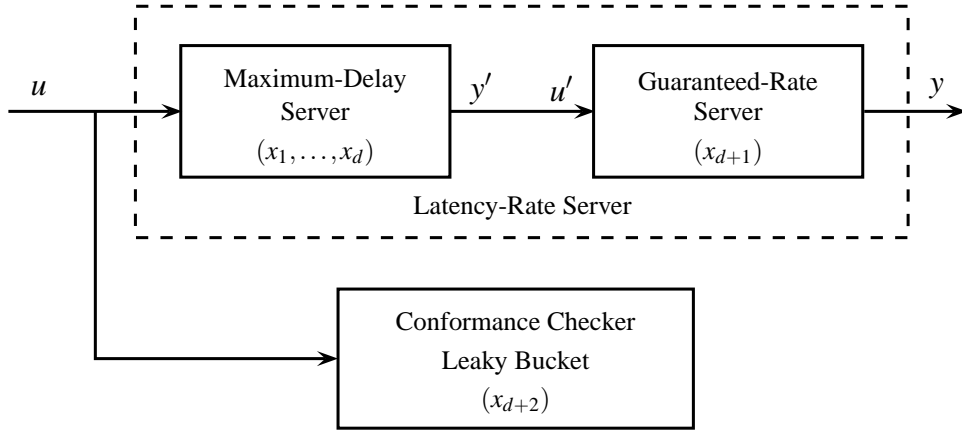 u
Maximum-Delay
Server
(x₁,…,x_d)
y′
u′
Guaranteed-Rate
Server
(x_{d+1})
y
Latency-Rate Server
Conformance Checker
Leaky Bucket
(x_{d+2})